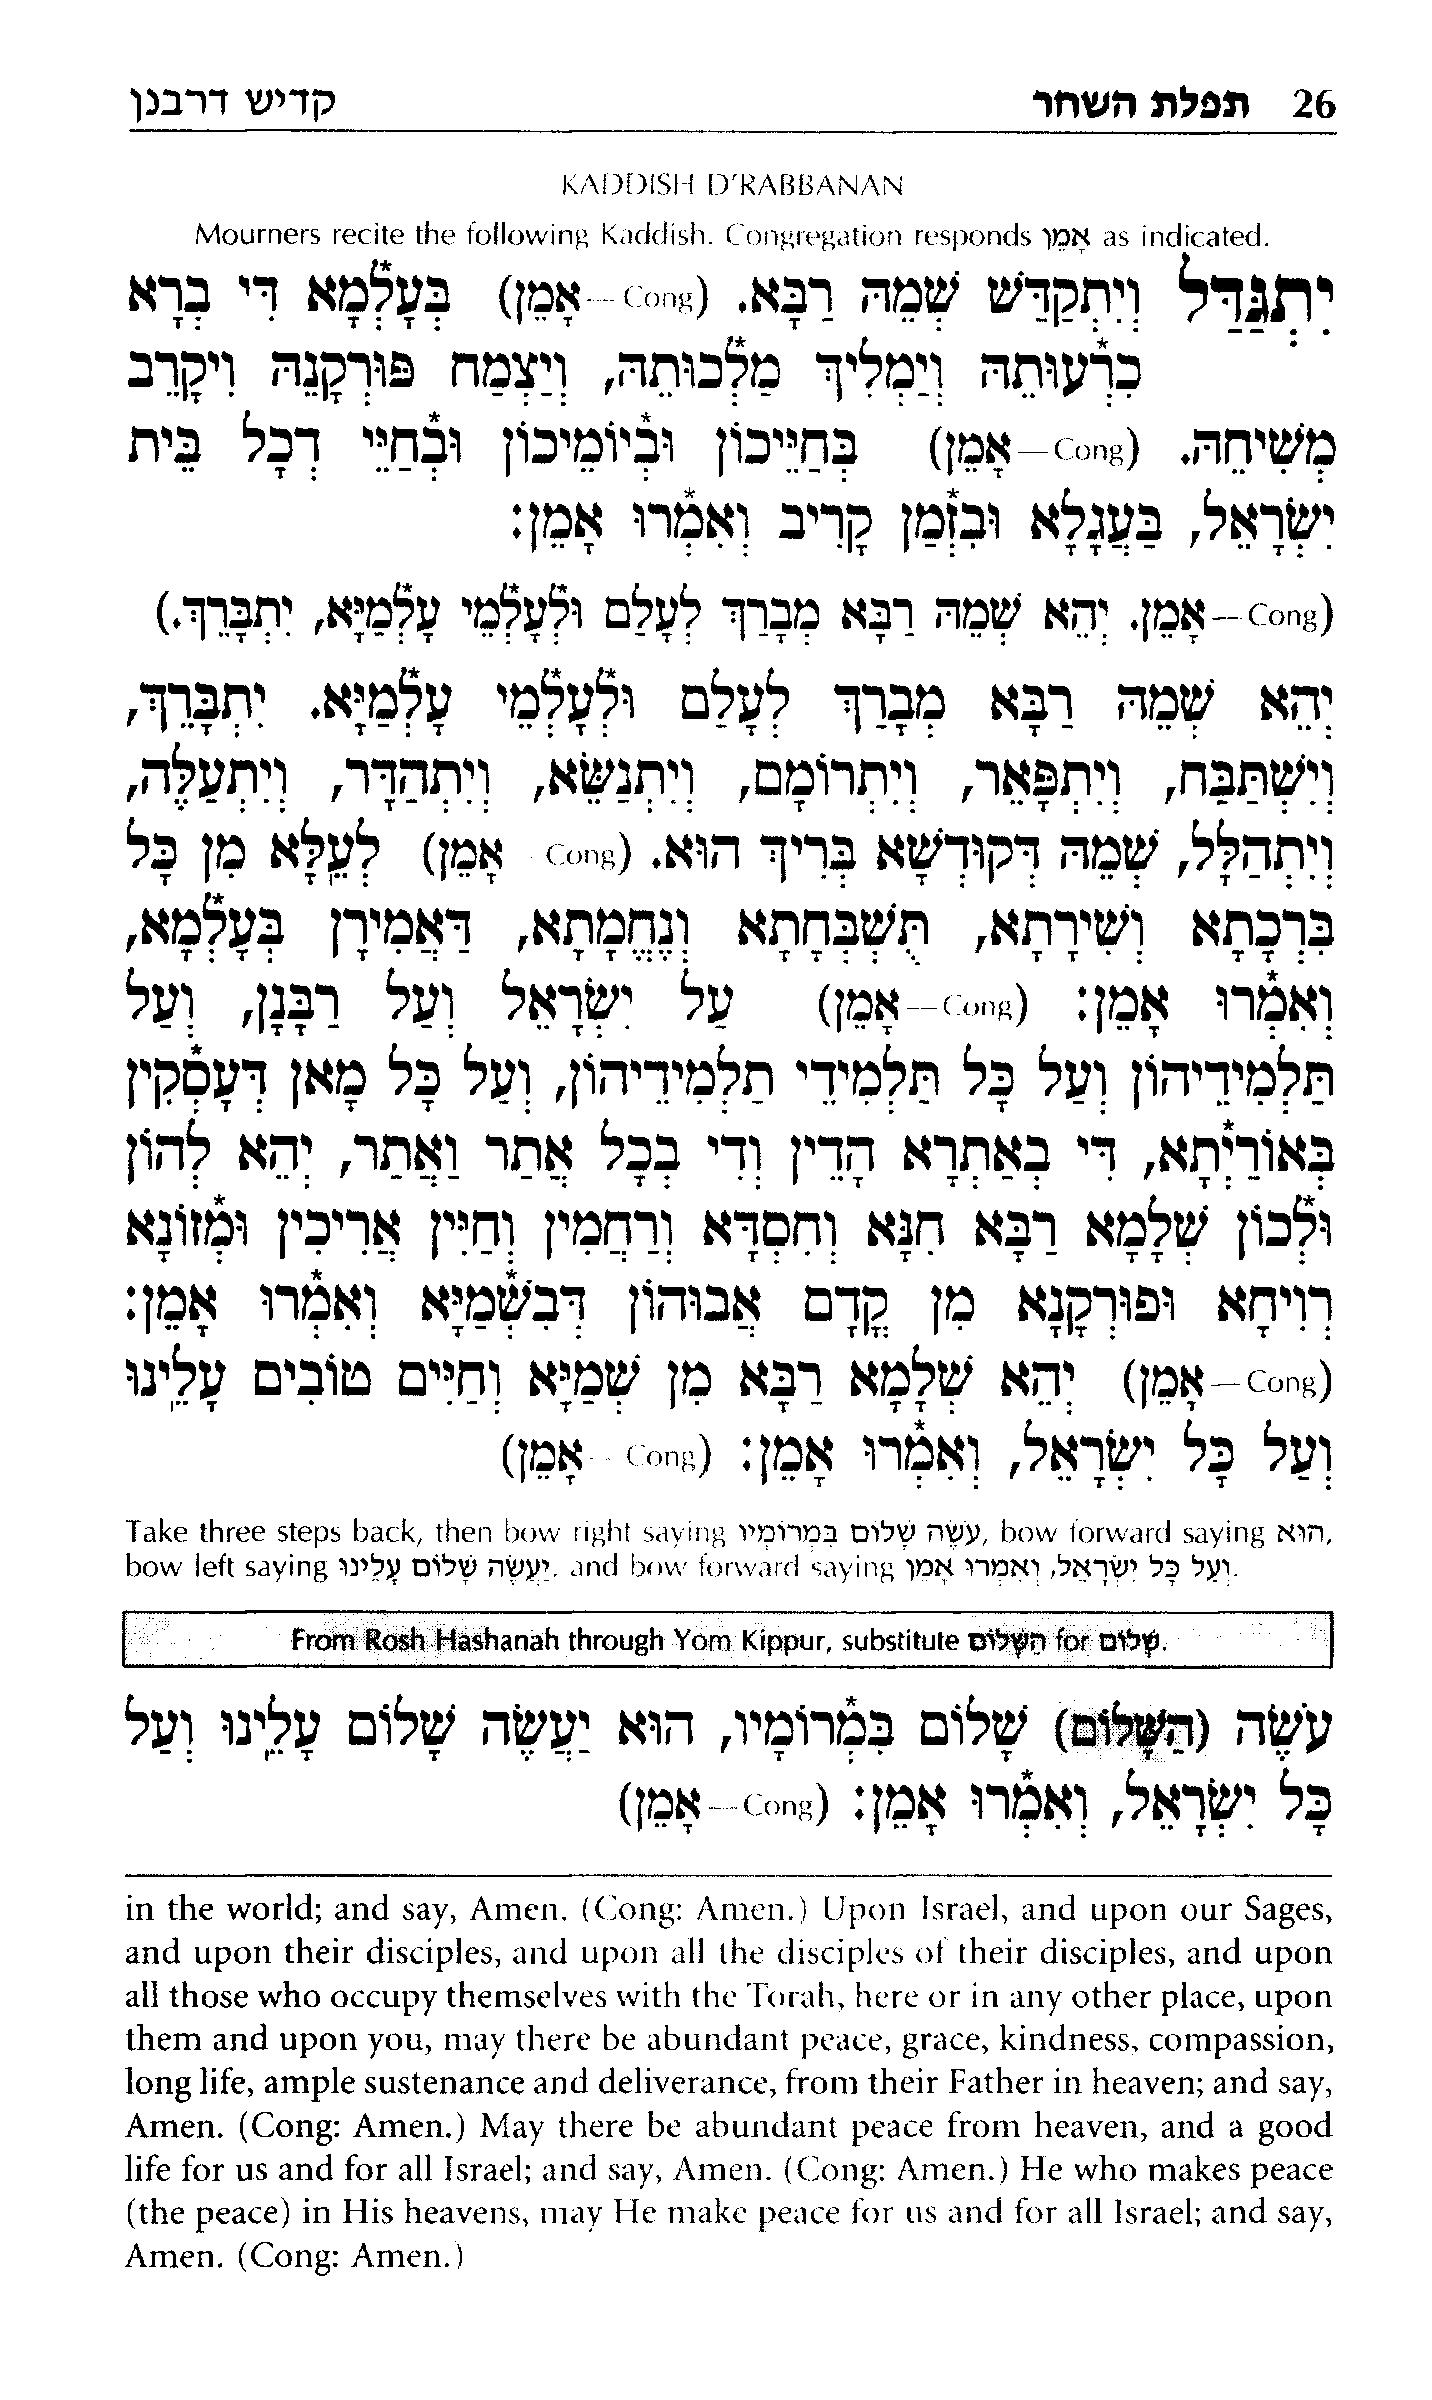 26 תפלת השחר קדיש דרבנן
KADDISH D'RABBANAN
Mourners recite the following Kaddish. Congregation responds אָמֵן as indicated.
יִתְגַּדַּל וְיִתְקַדַּשׁ שְׁמֵהּ רַבָּא. (Cong—אָמֵן) בְּעָלְ֯מָא דִּי בְרָא
כִרְ֯עוּתֵהּ וְיַמְלִיךְ מַלְ֯כוּתֵהּ, וְיַצְמַח פּוּרְקָנֵהּ וִיקָרֵב
מְשִׁיחֵהּ. (Cong—אָמֵן) בְּחַיֵּיכוֹן וּבְ֯יוֹמֵיכוֹן וּבְ֯חַיֵּי דְכָל בֵּית
יִשְׂרָאֵל, בַּעֲגָלָא וּבִזְ֯מַן קָרִיב וְאִמְ֯רוּ אָמֵן:
(Cong—אָמֵן. יְהֵא שְׁמֵהּ רַבָּא מְבָרַךְ לְעָלַם וּלְ֯עָלְ֯מֵי עָלְ֯מַיָּא, יִתְבָּרֵךְ.)
יְהֵא שְׁמֵהּ רַבָּא מְבָרַךְ לְעָלַם וּלְ֯עָלְ֯מֵי עָלְ֯מַיָּא. יִתְבָּרֵךְ,
וְיִשְׁתַּבַּח, וְיִתְפָּאֵר, וְיִתְרוֹמָם, וְיִתְנַשֵּׂא, וְיִתְהַדָּר, וְיִתְעַלֶּה,
וְיִתְהַלָּל, שְׁמֵהּ דְּקוּדְשָׁא בְּרִיךְ הוּא. (Cong—אָמֵן) לְעֵֽלָּא מִן כָּל
בִּרְכָתָא וְשִׁירָתָא, תֻּשְׁבְּחָתָא וְנֶחֱמָתָא, דַּאֲמִירָן בְּעָלְ֯מָא,
וְאִמְ֯רוּ אָמֵן: (Cong—אָמֵן) עַל יִשְׂרָאֵל וְעַל רַבָּנָן, וְעַל
תַּלְמִידֵיהוֹן וְעַל כָּל תַּלְמִידֵי תַלְמִידֵיהוֹן, וְעַל כָּל מָאן דְּעָסְ֯קִין
בְּאוֹרַיְ֯תָא, דִּי בְאַתְרָא הָדֵין וְדִי בְכָל אֲתַר וַאֲתַר, יְהֵא לְהוֹן
וּלְ֯כוֹן שְׁלָמָא רַבָּא חִנָּא וְחִסְדָּא וְרַחֲמִין וְחַיִּין אֲרִיכִין וּמְ֯זוֹנָא
רְוִיחָא וּפוּרְקָנָא מִן קֳדָם אֲבוּהוֹן דְּבִשְׁ֯מַיָּא וְאִמְ֯רוּ אָמֵן:
(Cong—אָמֵן) יְהֵא שְׁלָמָא רַבָּא מִן שְׁמַיָּא וְחַיִּים טוֹבִים עָלֵֽינוּ
וְעַל כָּל יִשְׂרָאֵל, וְאִמְ֯רוּ אָמֵן: (Cong—אָמֵן)
Take three steps back, then bow right saying עֹשֶׂה שָׁלוֹם בִּמְרוֹמָיו, bow forward saying הוּא,
bow left saying יַעֲשֶׂה שָׁלוֹם עָלֵינוּ, and bow forward saying וְעַל כָּל יִשְׂרָאֵל, וְאִמְרוּ אָמֵן.
From Rosh Hashanah through Yom Kippur, substitute הַשָּׁלוֹם for שָׁלוֹם.
עֹשֶׂה (הַשָּׁלוֹם) שָׁלוֹם בִּמְ֯רוֹמָיו, הוּא יַעֲשֶׂה שָׁלוֹם עָלֵֽינוּ וְעַל
כָּל יִשְׂרָאֵל, וְאִמְ֯רוּ אָמֵן: (Cong—אָמֵן)
in the world; and say, Amen. (Cong: Amen.) Upon Israel, and upon our Sages,
and upon their disciples, and upon all the disciples of their disciples, and upon
all those who occupy themselves with the Torah, here or in any other place, upon
them and upon you, may there be abundant peace, grace, kindness, compassion,
long life, ample sustenance and deliverance, from their Father in heaven; and say,
Amen. (Cong: Amen.) May there be abundant peace from heaven, and a good
life for us and for all Israel; and say, Amen. (Cong: Amen.) He who makes peace
(the peace) in His heavens, may He make peace for us and for all Israel; and say,
Amen. (Cong: Amen.)